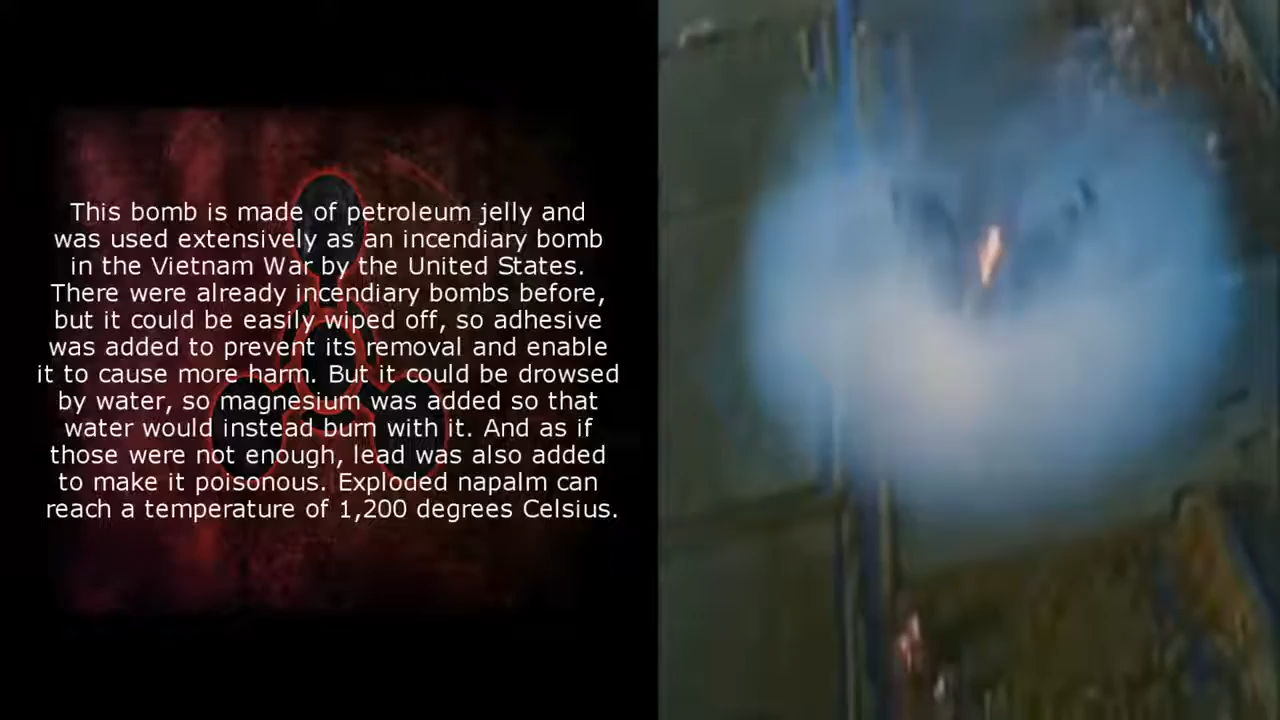 This bomb is made of petroleum jelly and
was used extensively as an incendiary bomb
in the Vietnam War by the United States.
There were already incendiary bombs before,
but it could be easily wiped off, so adhesive
was added to prevent its removal and enable
it to cause more harm. But it could be drowsed
by water, so magnesium was added so that
water would instead burn with it. And as if
those were not enough, lead was also added
to make it poisonous. Exploded napalm can
reach a temperature of 1,200 degrees Celsius.